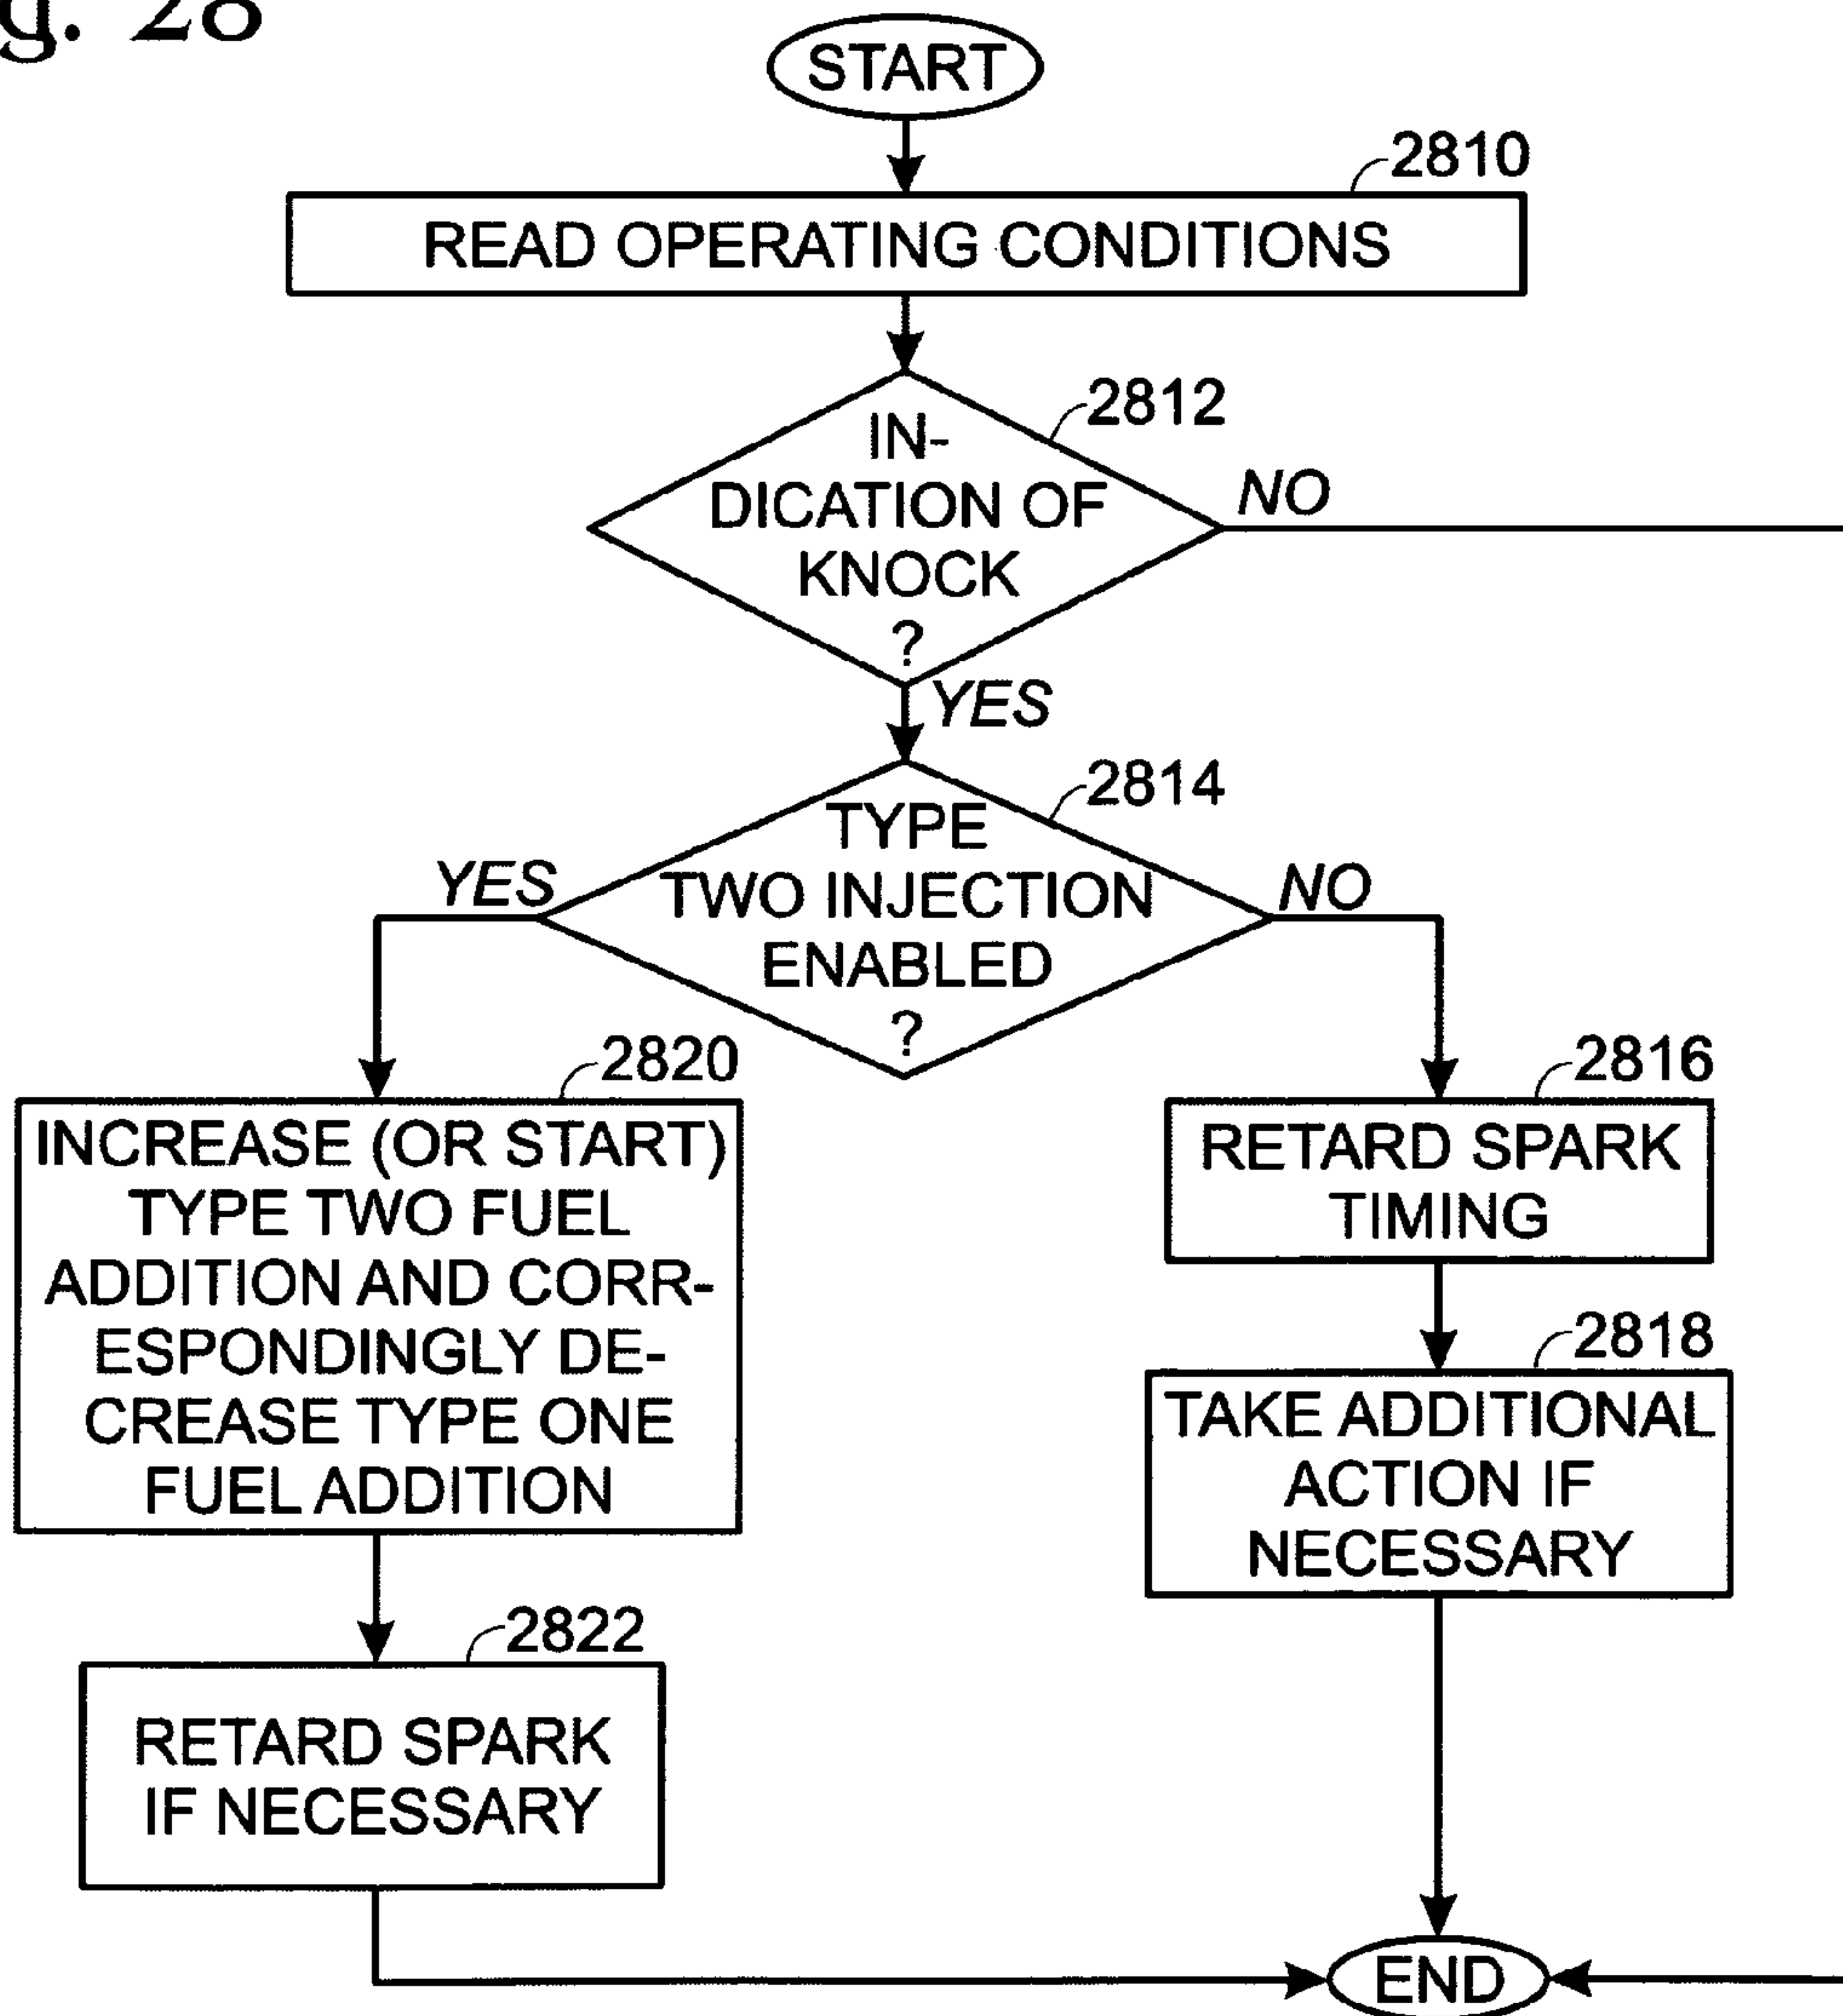 g. 28
START
2810
READ OPERATING CONDITIONS
2812
IN-
DICATION OF
KNOCK
?
NO
YES
2814
TYPE
TWO INJECTION
ENABLED
?
YES
NO
2820
INCREASE (OR START)
TYPE TWO FUEL
ADDITION AND CORR-
ESPONDINGLY DE-
CREASE TYPE ONE
FUEL ADDITION
2816
RETARD SPARK
TIMING
2818
TAKE ADDITIONAL
ACTION IF
NECESSARY
2822
RETARD SPARK
IF NECESSARY
END